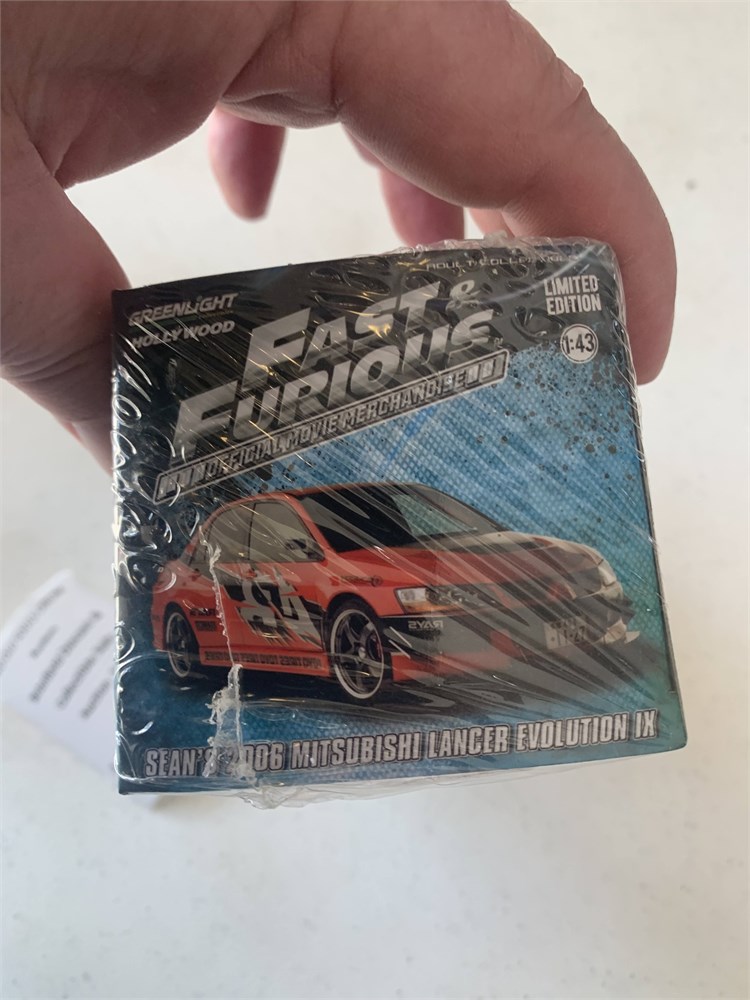 GREENLIGHT
HOLLYWOOD
ADULT COLLECTIBLE
LIMITED
EDITION
1:43
FAST &
FURIOUS
OFFICIAL MOVIE MERCHANDISE
RAYS
SEAN'S 2006 MITSUBISHI LANCER EVOLUTION IX